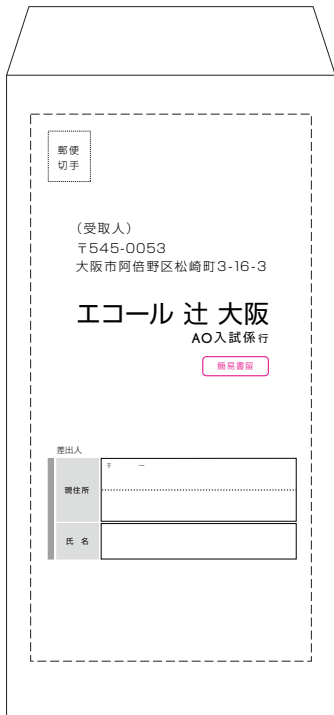 郵便
切手
（受取人）
〒545-0053
大阪市阿倍野区松崎町3-16-3
エコール 辻 大阪
AO入試係行
簡易書留
差出人
〒　－
現住所
氏 名